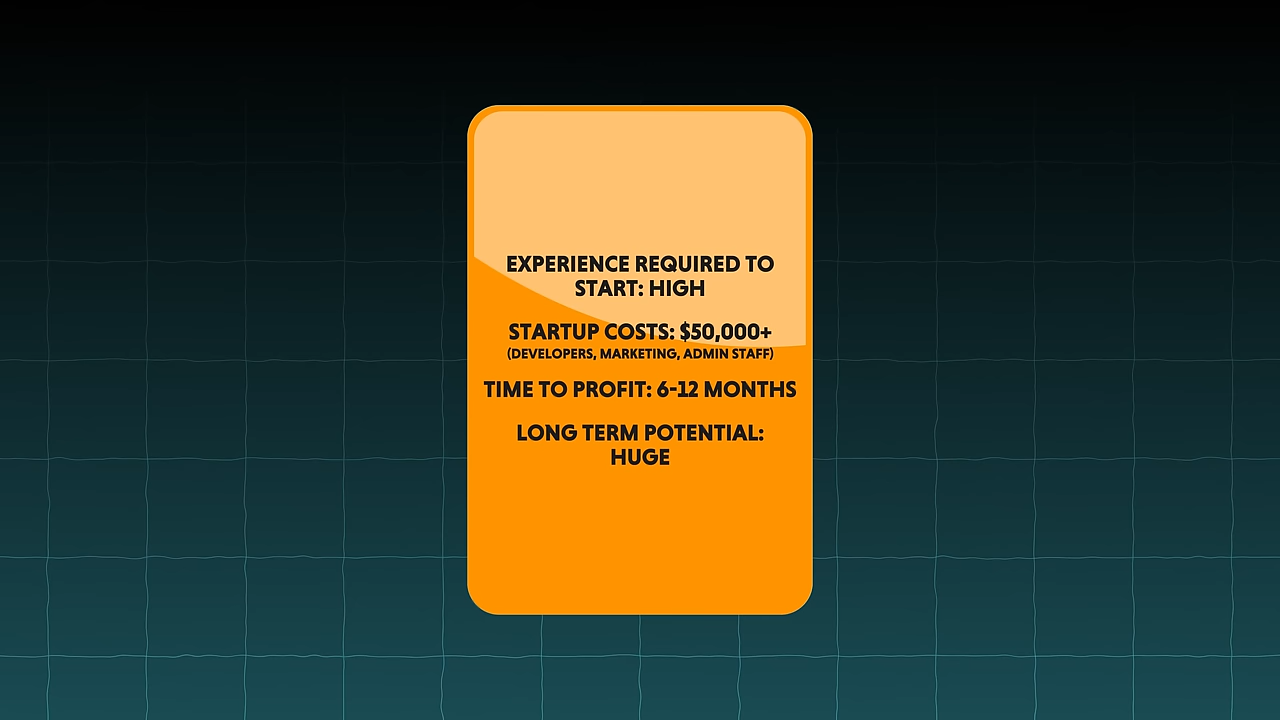 EXPERIENCE REQUIRED TO
START: HIGH
STARTUP COSTS: $50,000+
(DEVELOPERS, MARKETING, ADMIN STAFF)
TIME TO PROFIT: 6-12 MONTHS
LONG TERM POTENTIAL:
HUGE